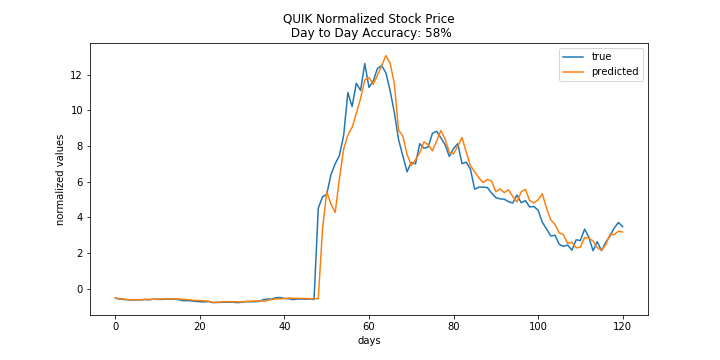 QUIK Normalized Stock Price
Day to Day Accuracy: 58%
true
predicted
normalized values
12
10
8
6
4
2
0
0 20 40 60 80 100 120
days